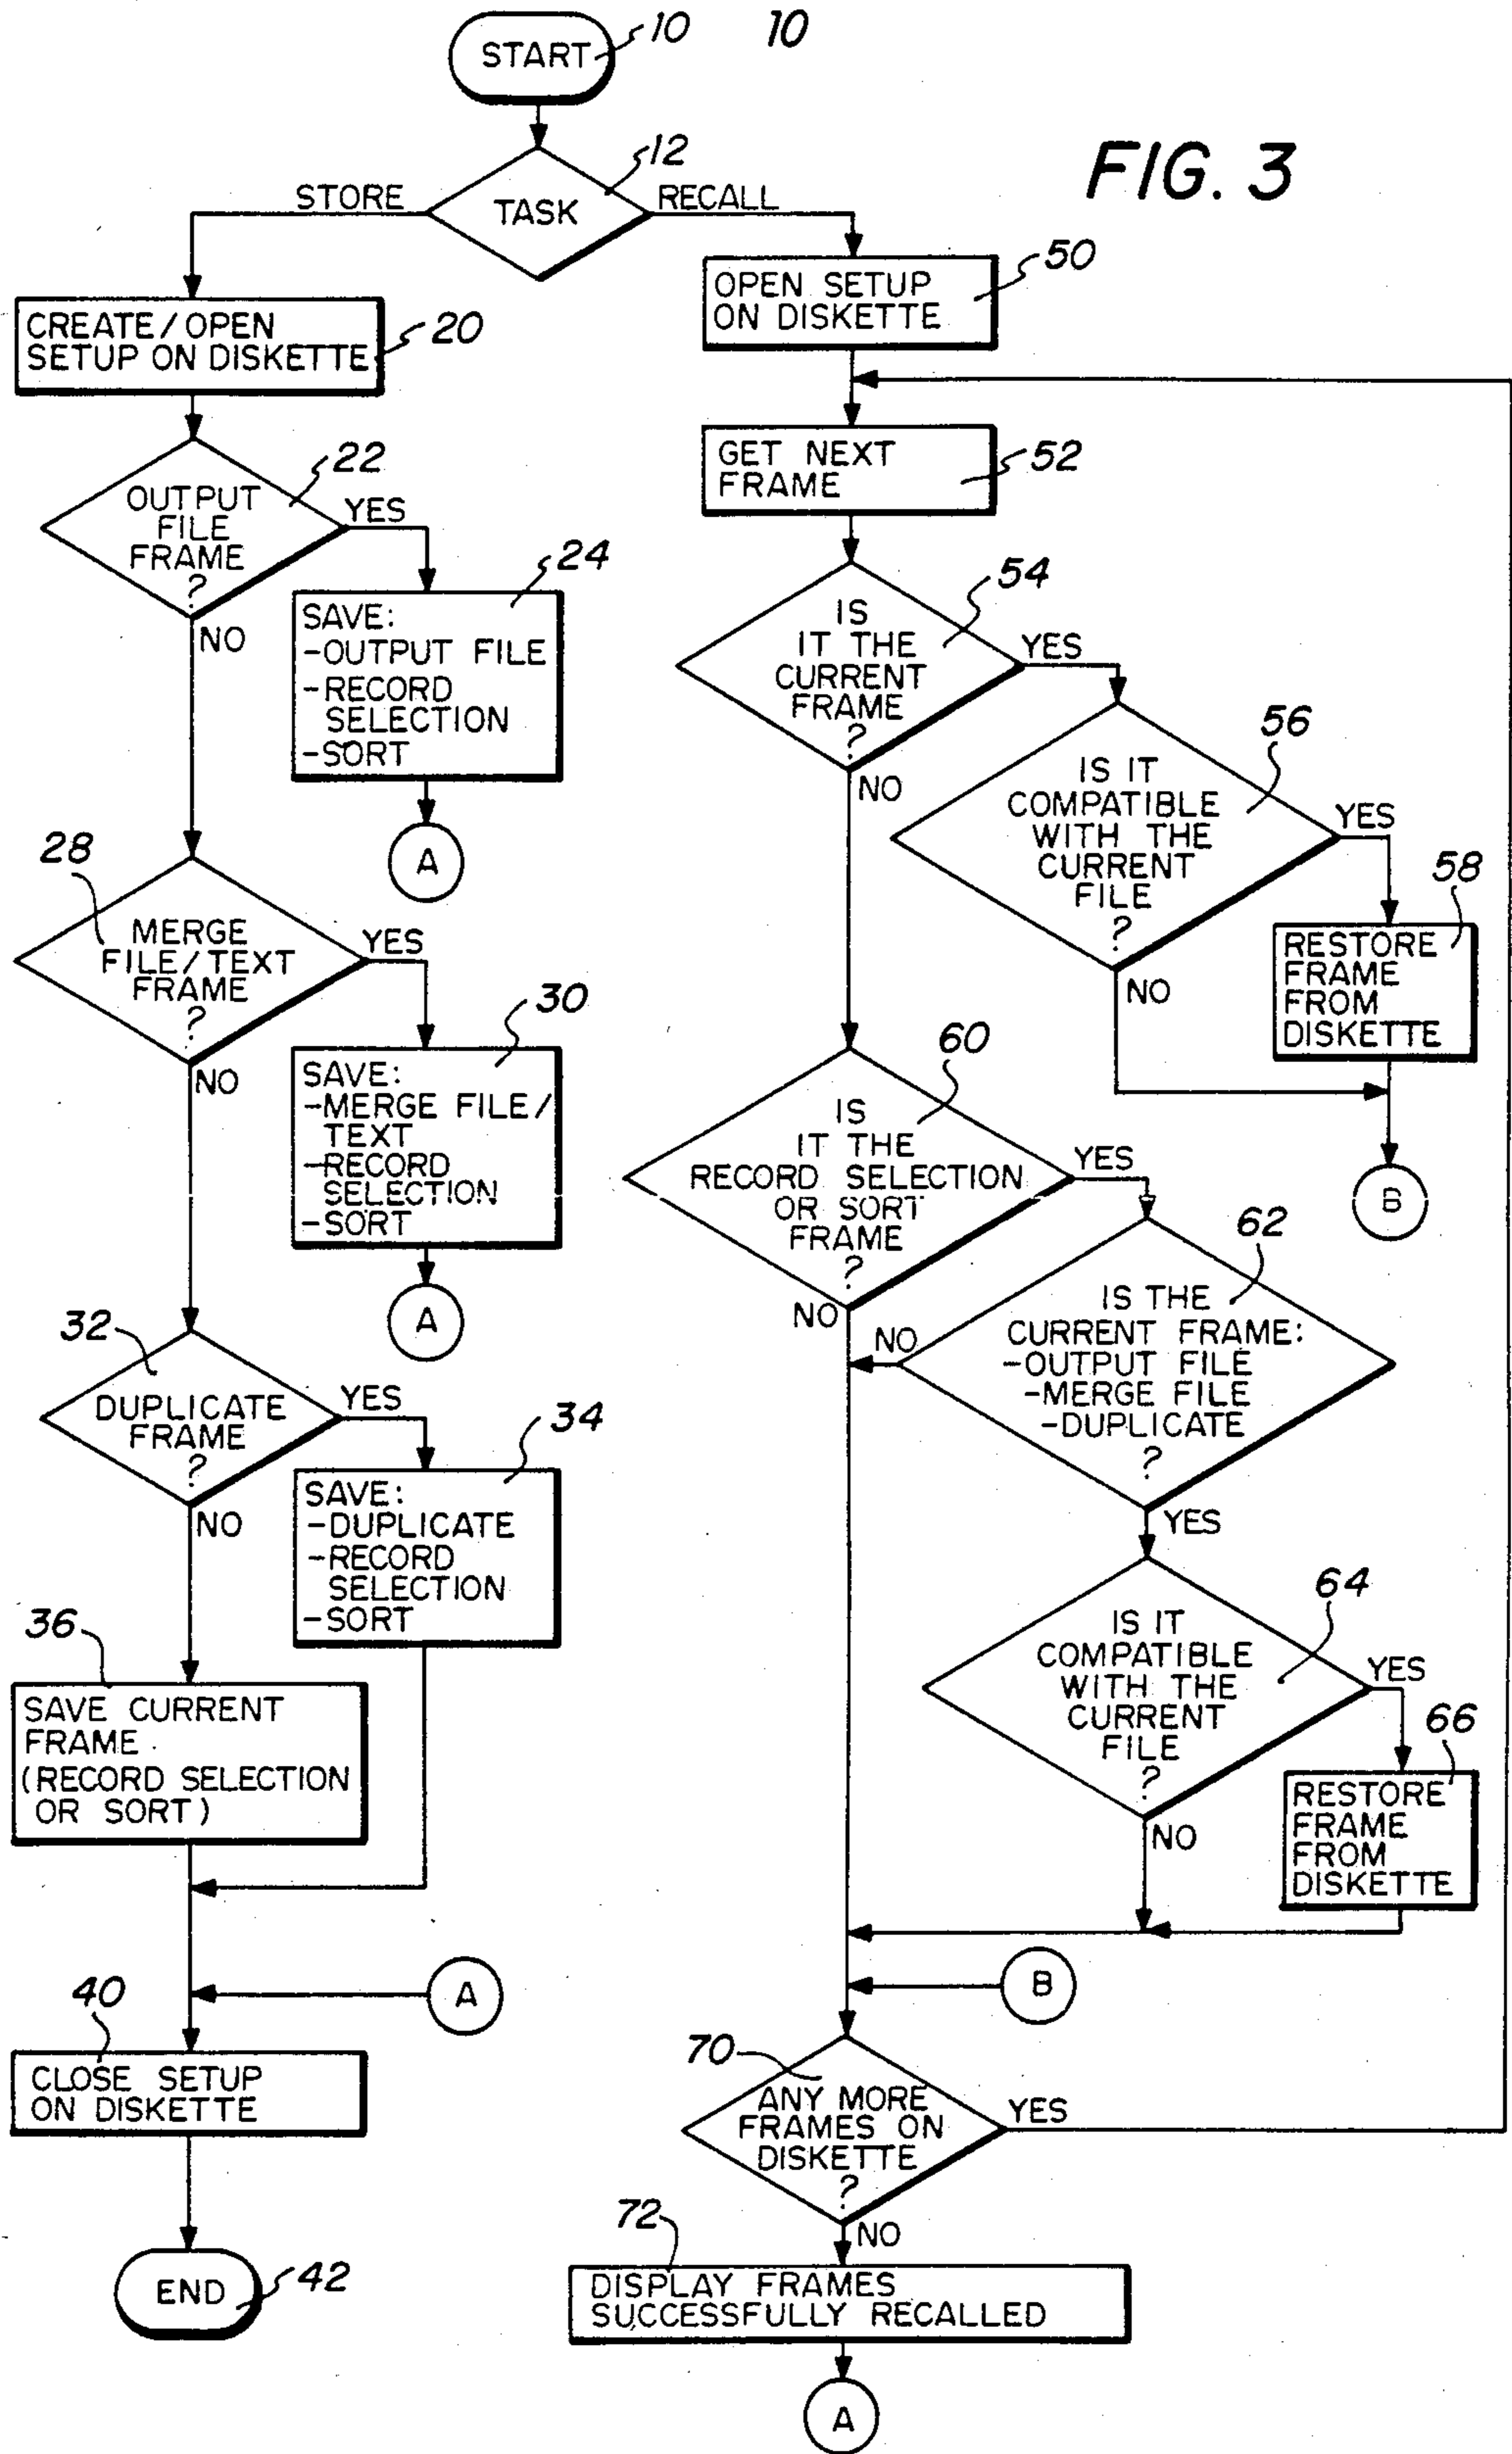 START
10
10
FIG. 3
12
TASK
STORE
RECALL
CREATE/OPEN
SETUP ON DISKETTE
20
OUTPUT
FILE
FRAME
?
22
YES
NO
24
SAVE:
-OUTPUT FILE
-RECORD
SELECTION
-SORT
A
28
MERGE
FILE/TEXT
FRAME
?
YES
NO
30
SAVE:
-MERGE FILE/
TEXT
-RECORD
SELECTION
-SORT
A
32
DUPLICATE
FRAME
?
YES
NO
34
SAVE:
-DUPLICATE
-RECORD
SELECTION
-SORT
36
SAVE CURRENT
FRAME
(RECORD SELECTION
OR SORT)
A
40
CLOSE SETUP
ON DISKETTE
END
42
50
OPEN SETUP
ON DISKETTE
GET NEXT
FRAME
52
54
IS
IT THE
CURRENT
FRAME
?
YES
NO
56
IS IT
COMPATIBLE
WITH THE
CURRENT
FILE
?
YES
NO
58
RESTORE
FRAME
FROM
DISKETTE
B
60
IS
IT THE
RECORD SELECTION
OR SORT
FRAME
?
YES
NO
62
IS THE
CURRENT FRAME:
-OUTPUT FILE
-MERGE FILE
-DUPLICATE
?
NO
YES
64
IS IT
COMPATIBLE
WITH THE
CURRENT
FILE
?
YES
NO
66
RESTORE
FRAME
FROM
DISKETTE
B
70
ANY MORE
FRAMES ON
DISKETTE
?
YES
NO
72
DISPLAY FRAMES
SUCCESSFULLY RECALLED
A